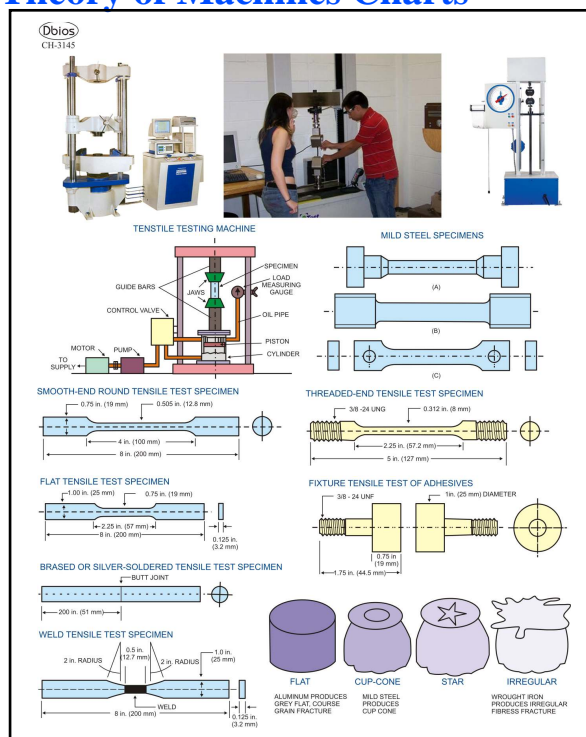 Theory of Machines Charts
Dbios
CH-3145
TENSTILE TESTING MACHINE
SPECIMEN
LOAD
MEASURING
GAUGE
GUIDE BARS
JAWS
CONTROL VALVE
OIL PIPE
MOTOR
PUMP
PISTON
CYLINDER
TO
SUPPLY
MILD STEEL SPECIMENS
(A)
(B)
(C)
SMOOTH-END ROUND TENSILE TEST SPECIMEN
0.75 in. (19 mm)
0.505 in. (12.8 mm)
4 in. (100 mm)
8 in. (200 mm)
THREADED-END TENSILE TEST SPECIMEN
3/8 -24 UNG
0.312 in. (8 mm)
2.25 in. (57.2 mm)
5 in. (127 mm)
FLAT TENSILE TEST SPECIMEN
1.00 in. (25 mm)
0.75 in. (19 mm)
2.25 in. (57 mm)
8 in. (200 mm)
0.125 in.
(3.2 mm)
FIXTURE TENSILE TEST OF ADHESIVES
3/8 - 24 UNF
1in. (25 mm) DIAMETER
0.75 in
(19 mm)
1.75 in. (44.5 mm)
BRASED OR SILVER-SOLDERED TENSILE TEST SPECIMEN
BUTT JOINT
200 in. (51 mm)
WELD TENSILE TEST SPECIMEN
2 in. RADIUS
0.5 in.
(12.7 mm)
2 in. RADIUS
1.0 in.
(25 mm)
WELD
8 in. (200 mm)
0.125 in.
(3.2 mm)
FLAT
CUP-CONE
STAR
IRREGULAR
ALUMINUM PRODUCES
GREY FLAT, COURSE
GRAIN FRACTURE
MILD STEEL
PRODUCES
CUP CONE
WROUGHT IRON
PRODUCES IRREGULAR
FIBRESS FRACTURE